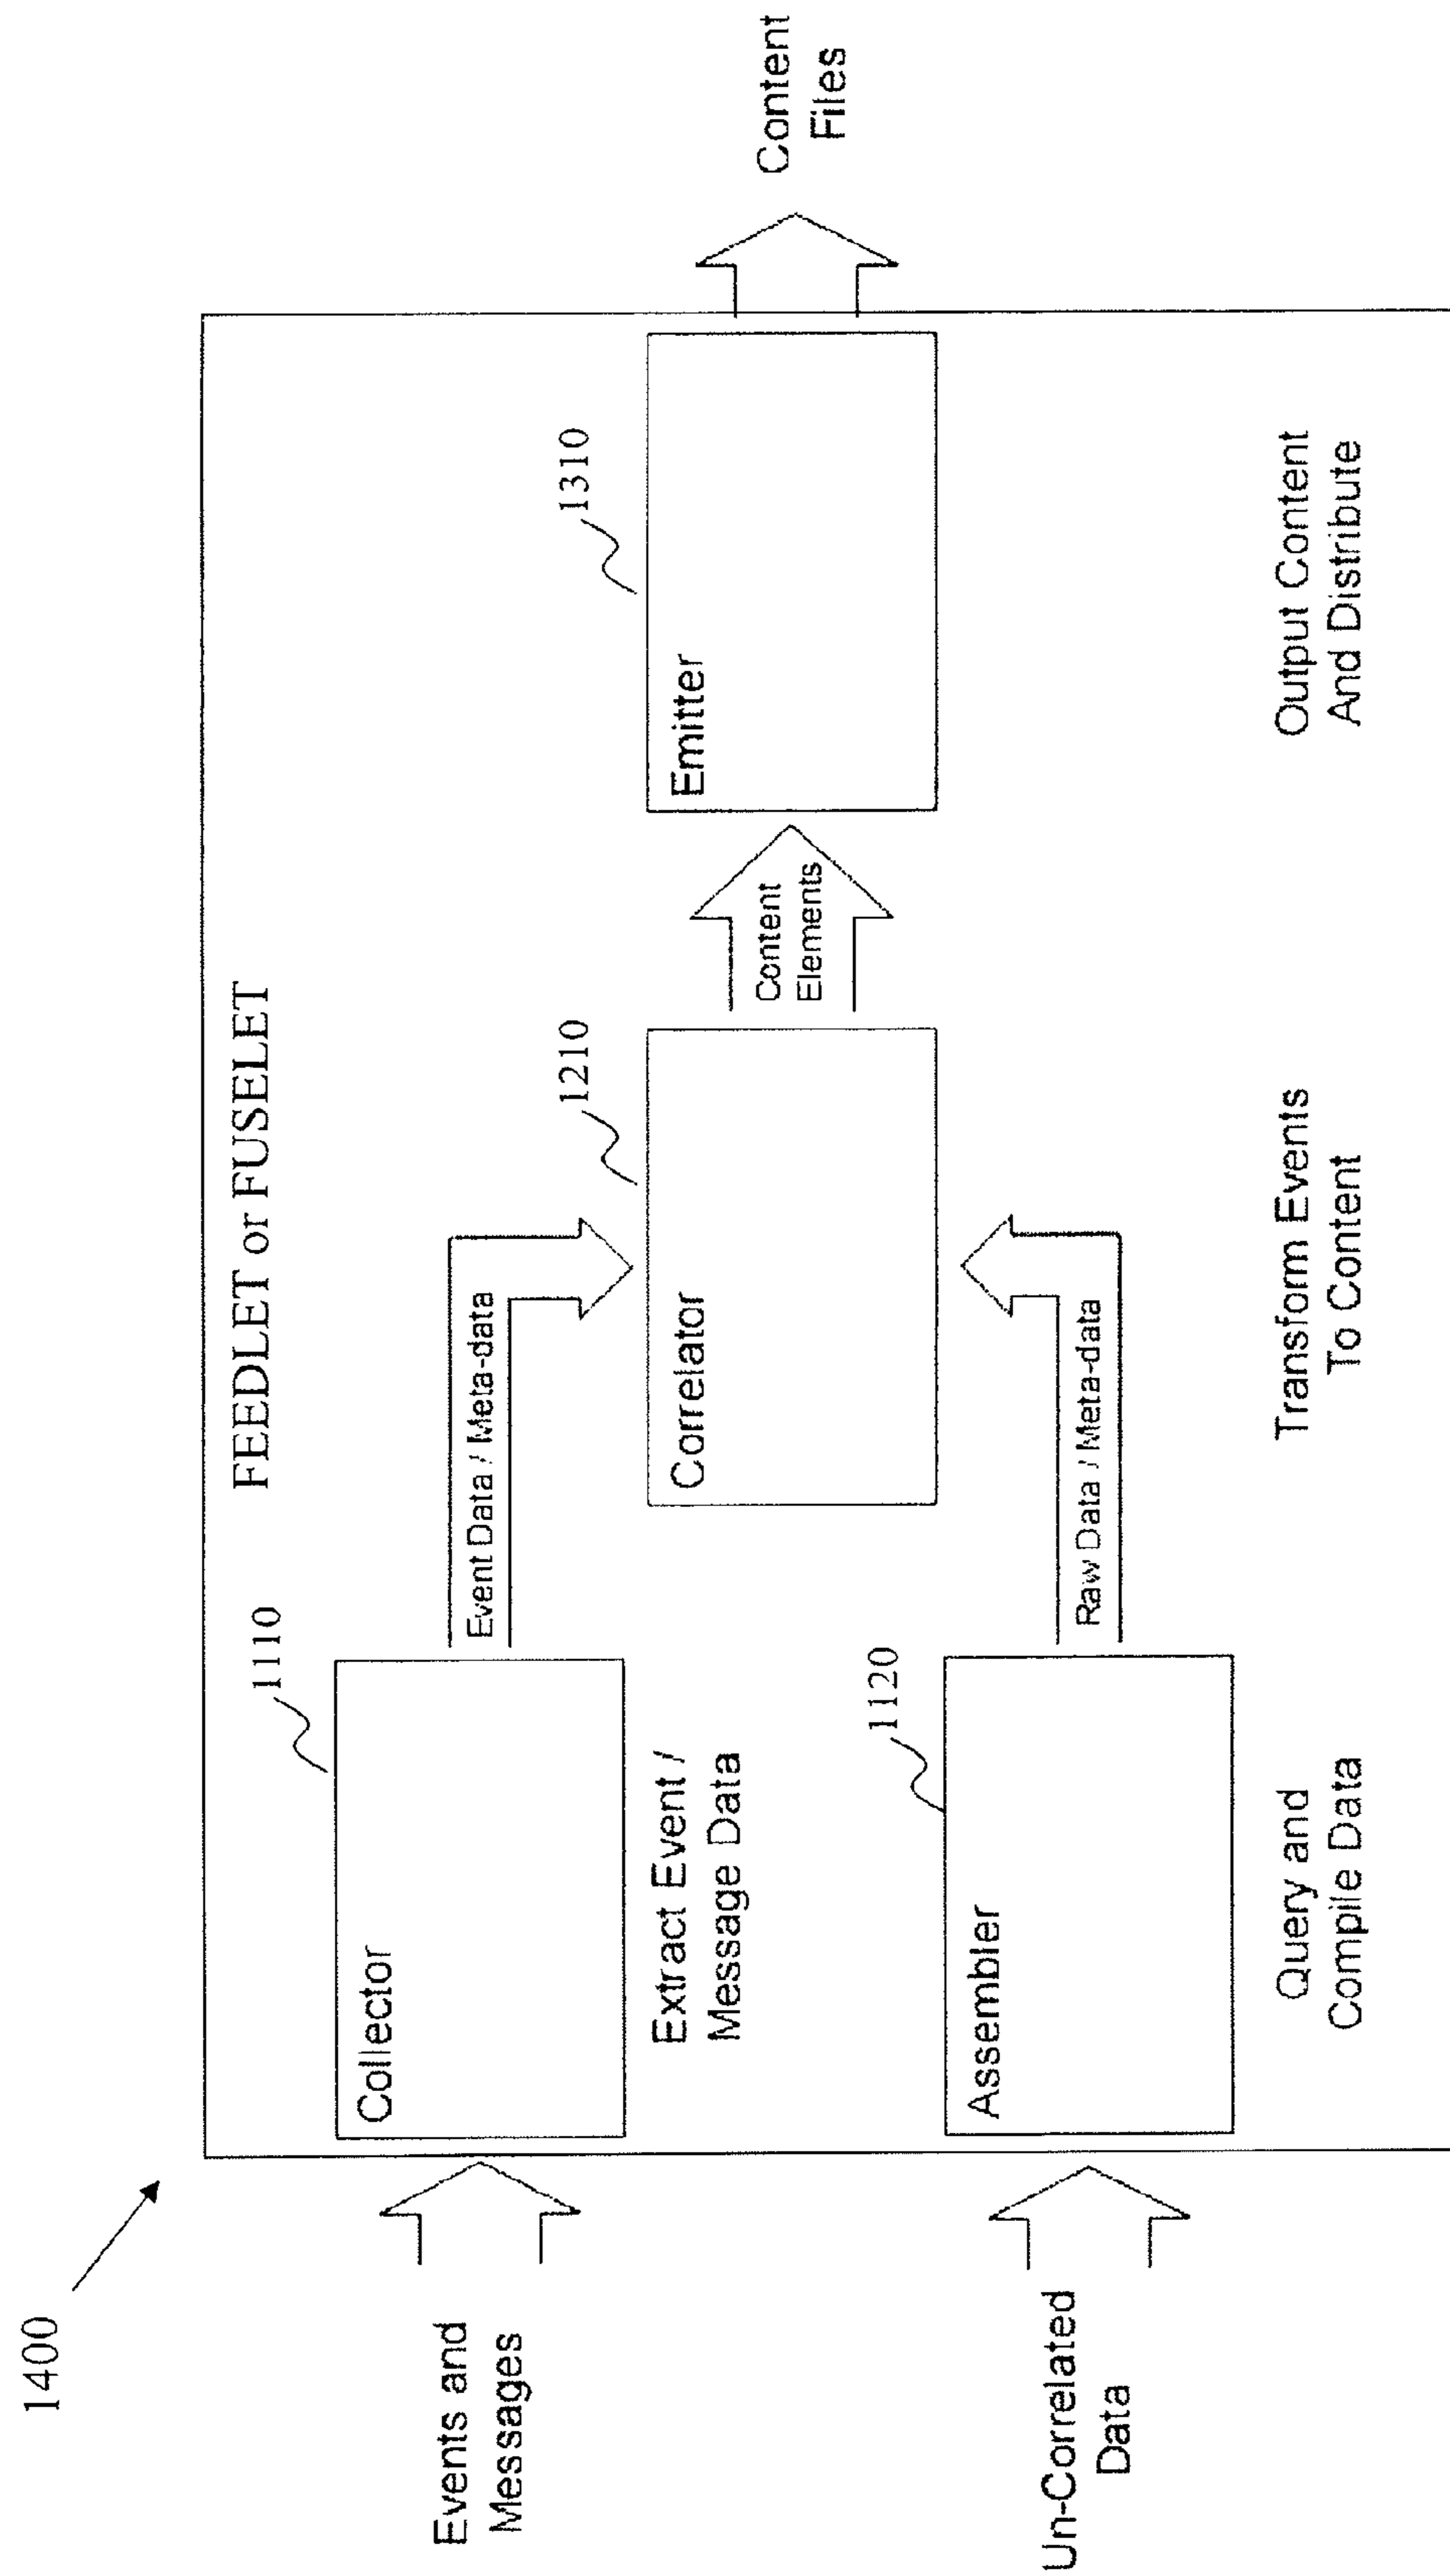 1400
FEEDLET or FUSELET
Events and
Messages
1110
Collector
Extract Event /
Message Data
Event Data / Meta-data
1210
Correlator
Content
Elements
1310
Emitter
Content
Files
Un-Correlated
Data
1120
Assembler
Raw Data / Meta-data
Query and
Compile Data
Transform Events
To Content
Output Content
And Distribute